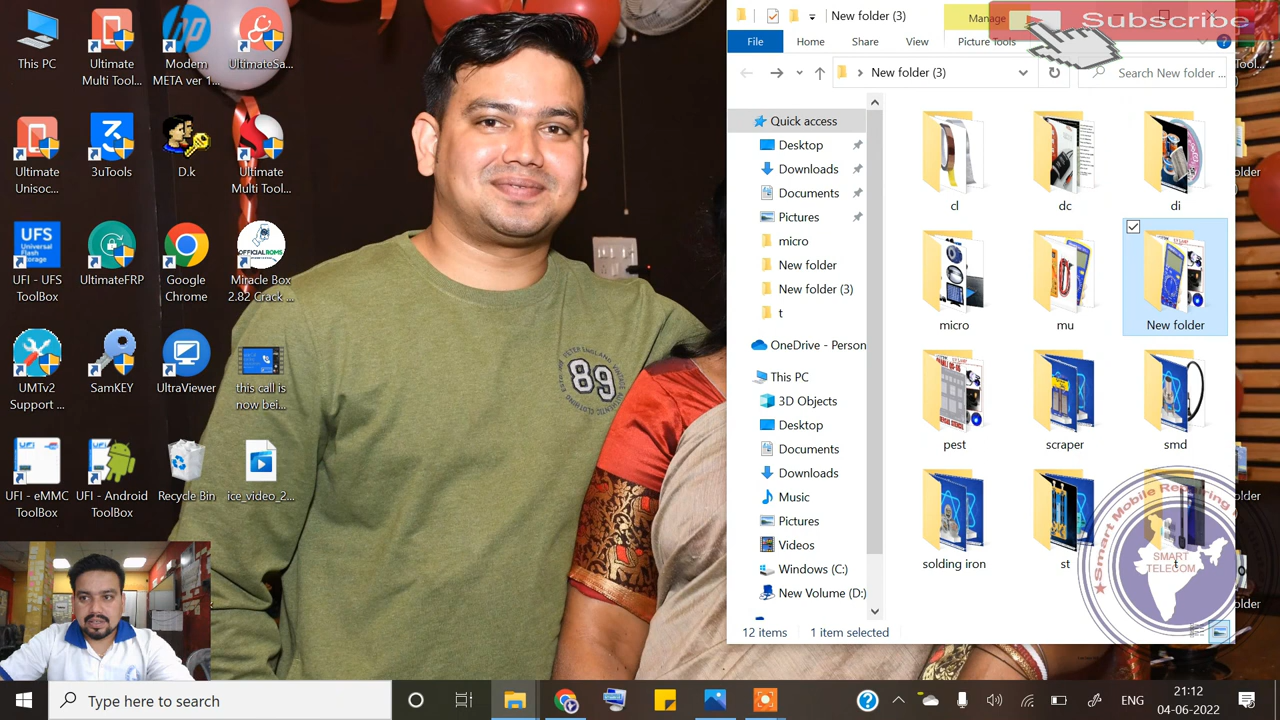 This PC
Ultimate
Multi Tool...
Modem
META ver 1...
UltimateSa...
Ultimate
Unisoc...
3uTools
D.k
Ultimate
Multi Tool...
UFS
UFI - UFS
ToolBox
UltimateFRP
Google
Chrome
OFFICIALROMS
Miracle Box
2.82 Crack ...
UMTv2
Support ...
SamKEY
UltraViewer
this call is
now bei...
UFI - eMMC
ToolBox
UFI - Android
ToolBox
Recycle Bin
ice_video_2...
89
New folder (3)
Manage
Subscribe
File
Home
Share
View
Picture Tools
New folder (3)
Search New folder ...
Quick access
Desktop
Downloads
Documents
Pictures
micro
New folder
New folder (3)
t
OneDrive - Person
This PC
3D Objects
Desktop
Documents
Downloads
Music
Pictures
Videos
Windows (C:)
New Volume (D:)
cl
dc
di
micro
mu
New folder
pest
scraper
smd
solding iron
st
Smart Mobile Repairing
SMART
TELECOM
12 items
1 item selected
Type here to search
ENG
21:12
04-06-2022